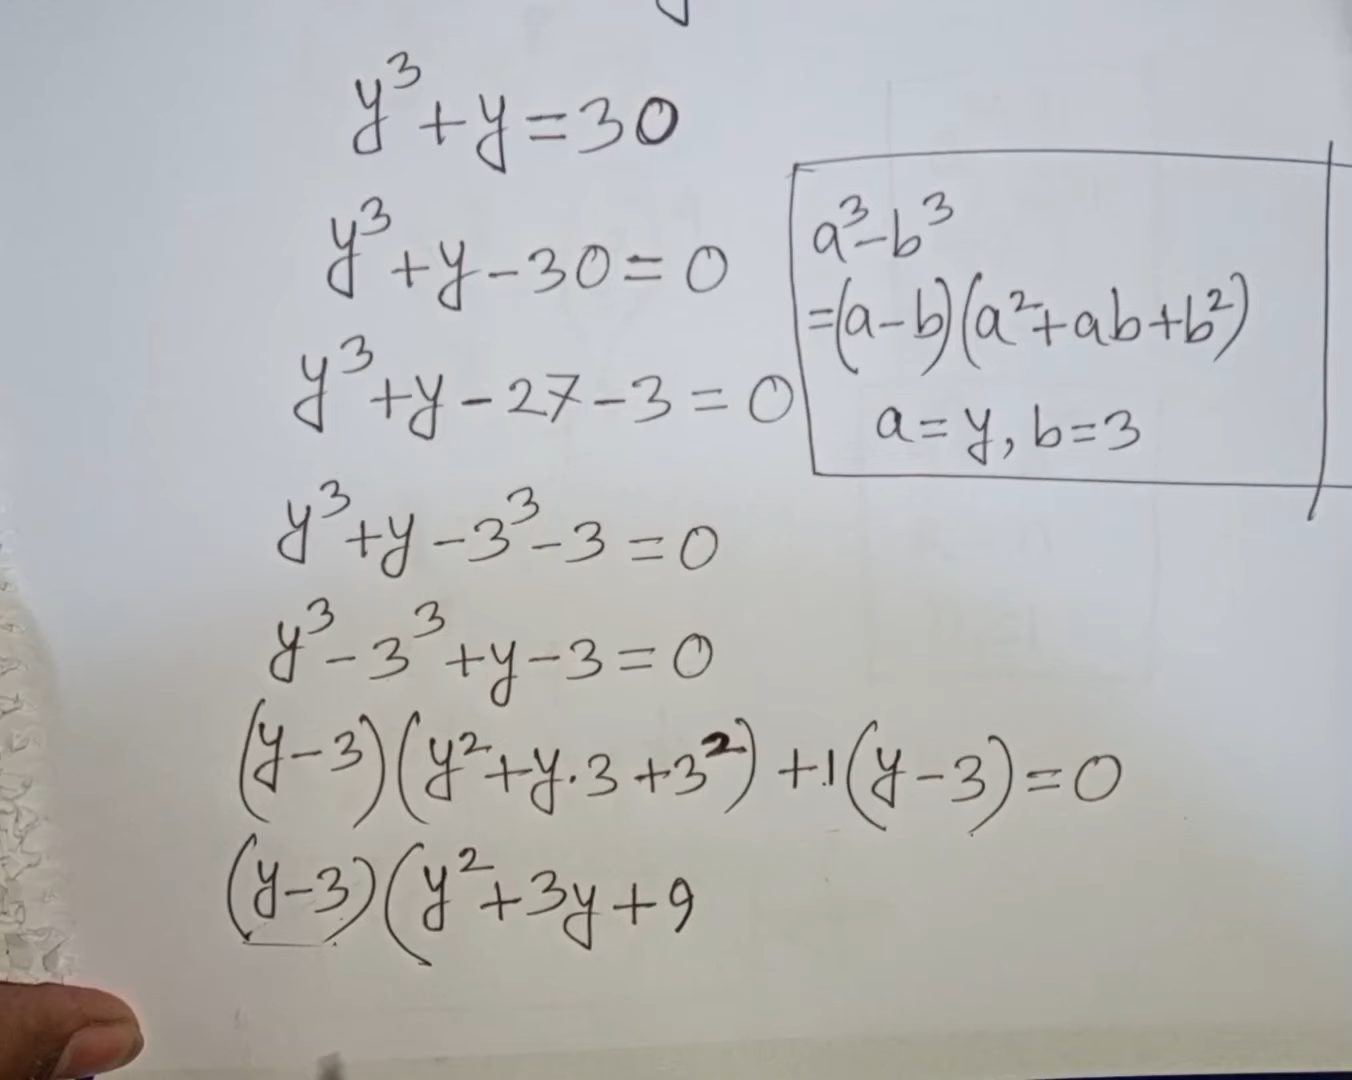 y³+y=30
y³+y-30=0
y³+y-27-3=0
y³+y-3³-3=0
y³-3³+y-3=0
(y-3)(y²+y·3+3²)+1(y-3)=0
(y-3)(y²+3y+9
a³-b³
=(a-b)(a²+ab+b²)
a=y, b=3